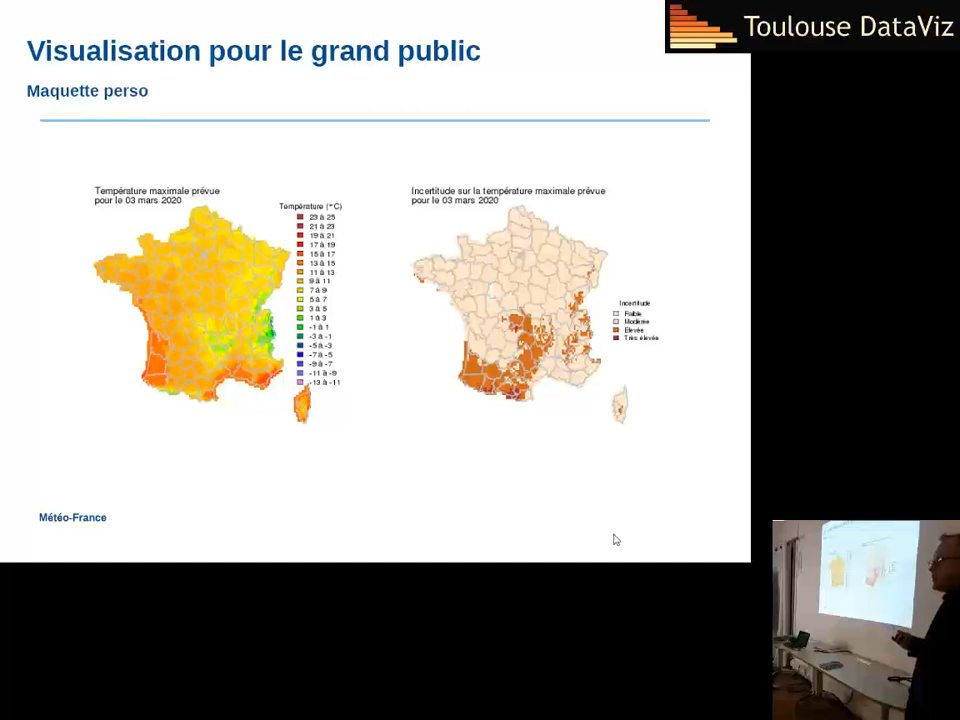 Toulouse DataViz
Visualisation pour le grand public
Maquette perso
Température maximale prévue
pour le 03 mars 2020
Température (°C)
23 à 25
21 à 23
19 à 21
17 à 19
15 à 17
13 à 15
11 à 13
9 à 11
7 à 9
5 à 7
3 à 5
1 à 3
-1 à 1
-3 à -1
-5 à -3
-7 à -5
-9 à -7
-11 à -9
-13 à -11
Incertitude sur la température maximale prévue
pour le 03 mars 2020
Incertitude
Faible
Modérée
Elevée
Très élevée
Météo-France